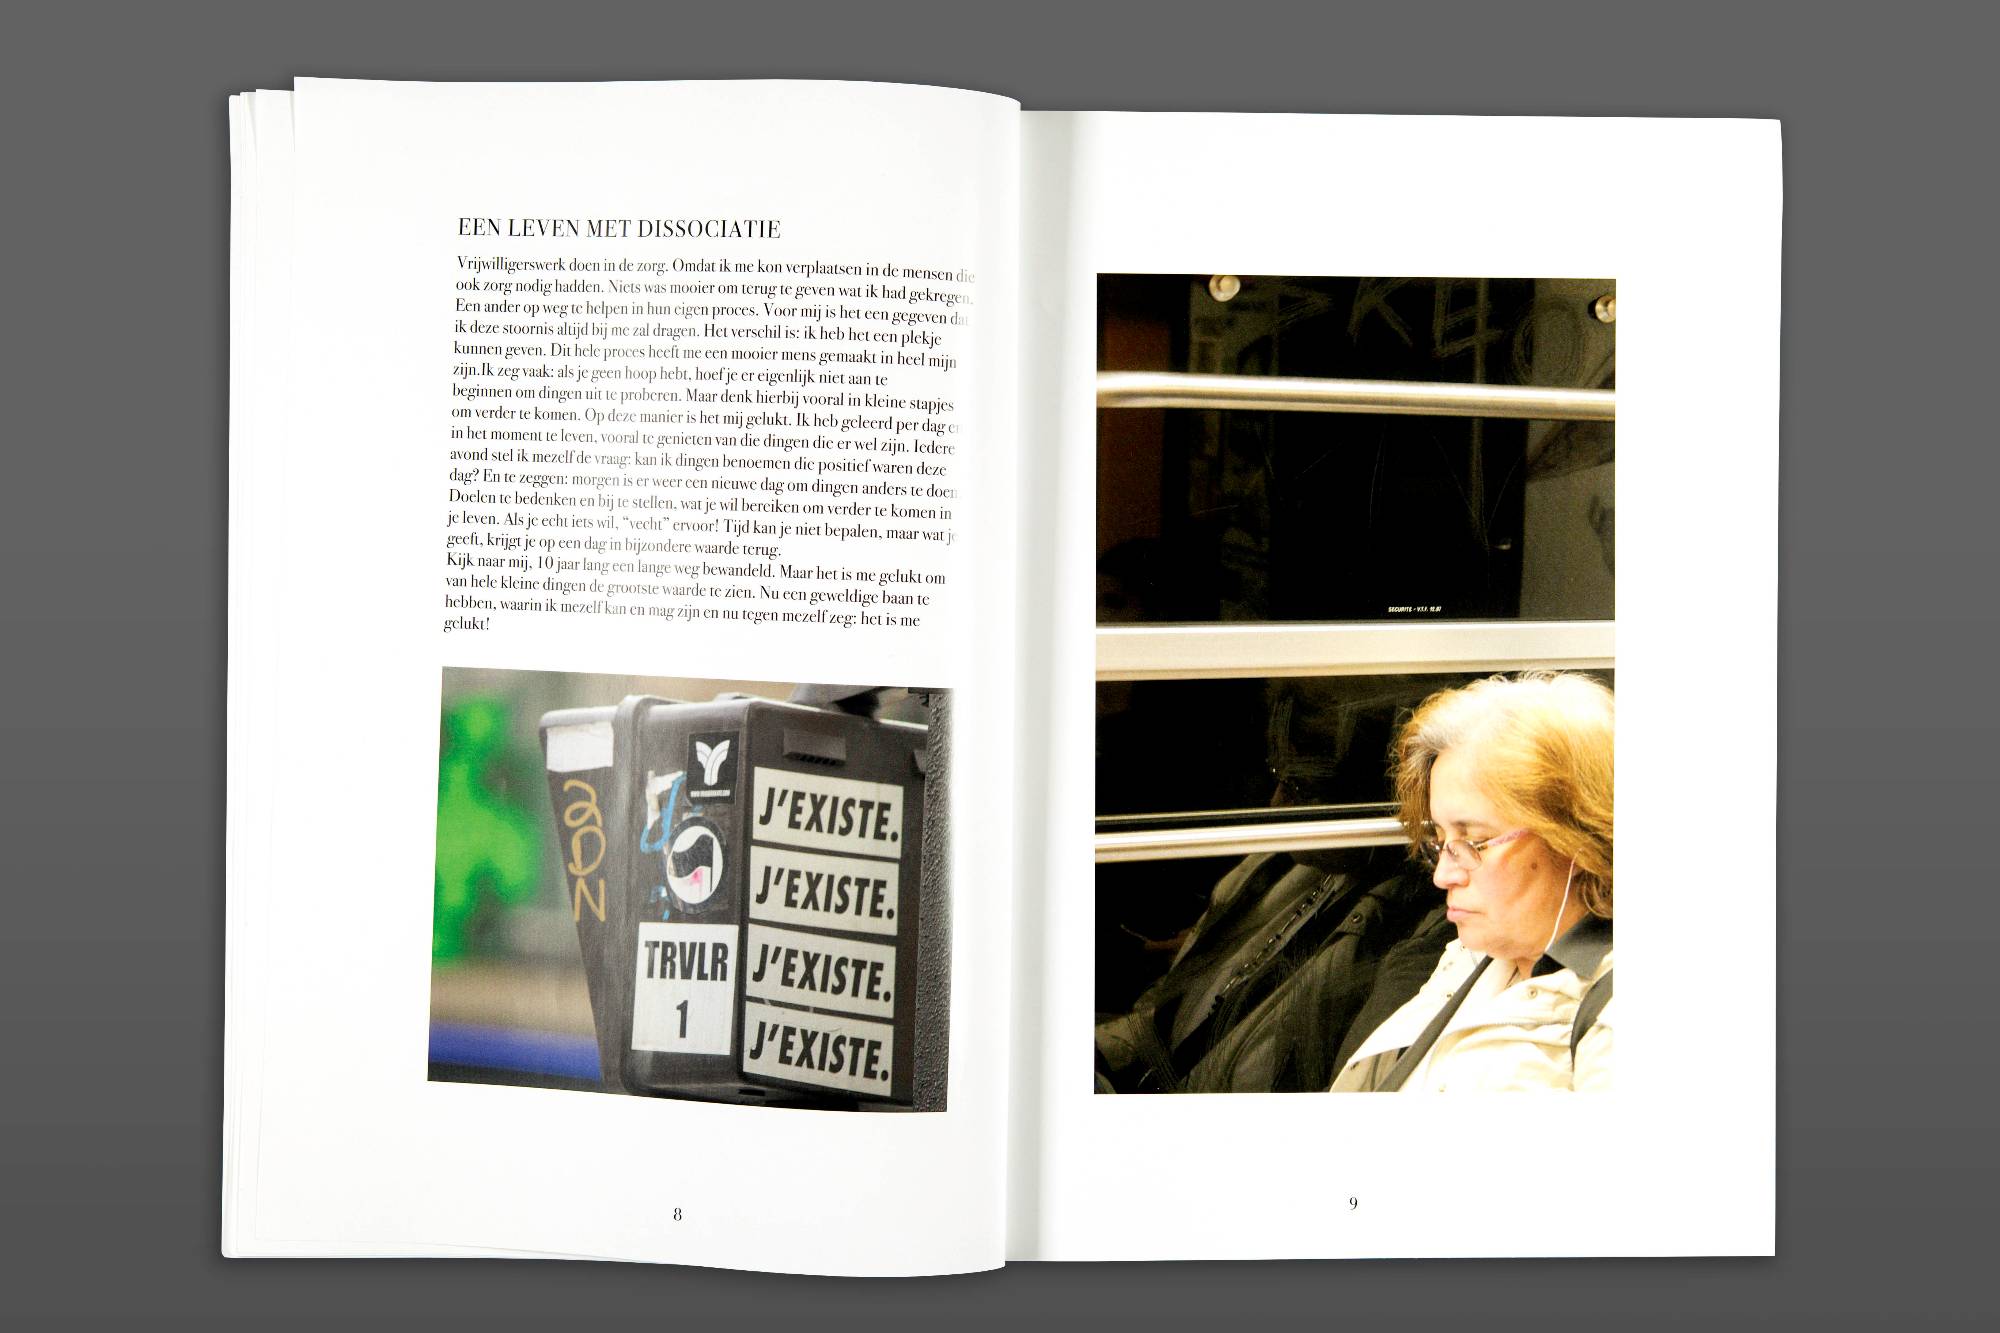 EEN LEVEN MET DISSOCIATIE
Vrijwilligerswerk doen in de zorg. Omdat ik me kon verplaatsen in de mensen die
ook zorg nodig hadden. Niets was mooier om terug te geven wat ik had gekregen.
Een ander op weg te helpen in hun eigen proces. Voor mij is het een gegeven dat
ik deze stoornis altijd bij me zal dragen. Het verschil is: ik heb het een plekje
kunnen geven. Dit hele proces heeft me een mooier mens gemaakt in heel mijn
zijn.Ik zeg vaak: als je geen hoop hebt, hoef je er eigenlijk niet aan te
beginnen om dingen uit te proberen. Maar denk hierbij vooral in kleine stapjes
om verder te komen. Op deze manier is het mij gelukt. Ik heb geleerd per dag en
in het moment te leven, vooral te genieten van die dingen die er wel zijn. Iedere
avond stel ik mezelf de vraag: kan ik dingen benoemen die positief waren deze
dag? En te zeggen: morgen is er weer een nieuwe dag om dingen anders te doen
Doelen te bedenken en bij te stellen, wat je wil bereiken om verder te komen in
je leven. Als je echt iets wil, “vecht” ervoor! Tijd kan je niet bepalen, maar wat je
geeft, krijgt je op een dag in bijzondere waarde terug.
Kijk naar mij, 10 jaar lang een lange weg bewandeld. Maar het is me gelukt om
van hele kleine dingen de grootste waarde te zien. Nu een geweldige baan te
hebben, waarin ik mezelf kan en mag zijn en nu tegen mezelf zeg: het is me
gelukt!
J'EXISTE.
J'EXISTE.
J'EXISTE.
J'EXISTE.
TRVLR
1
8
SECURITE - V.T.F. 12.87
9